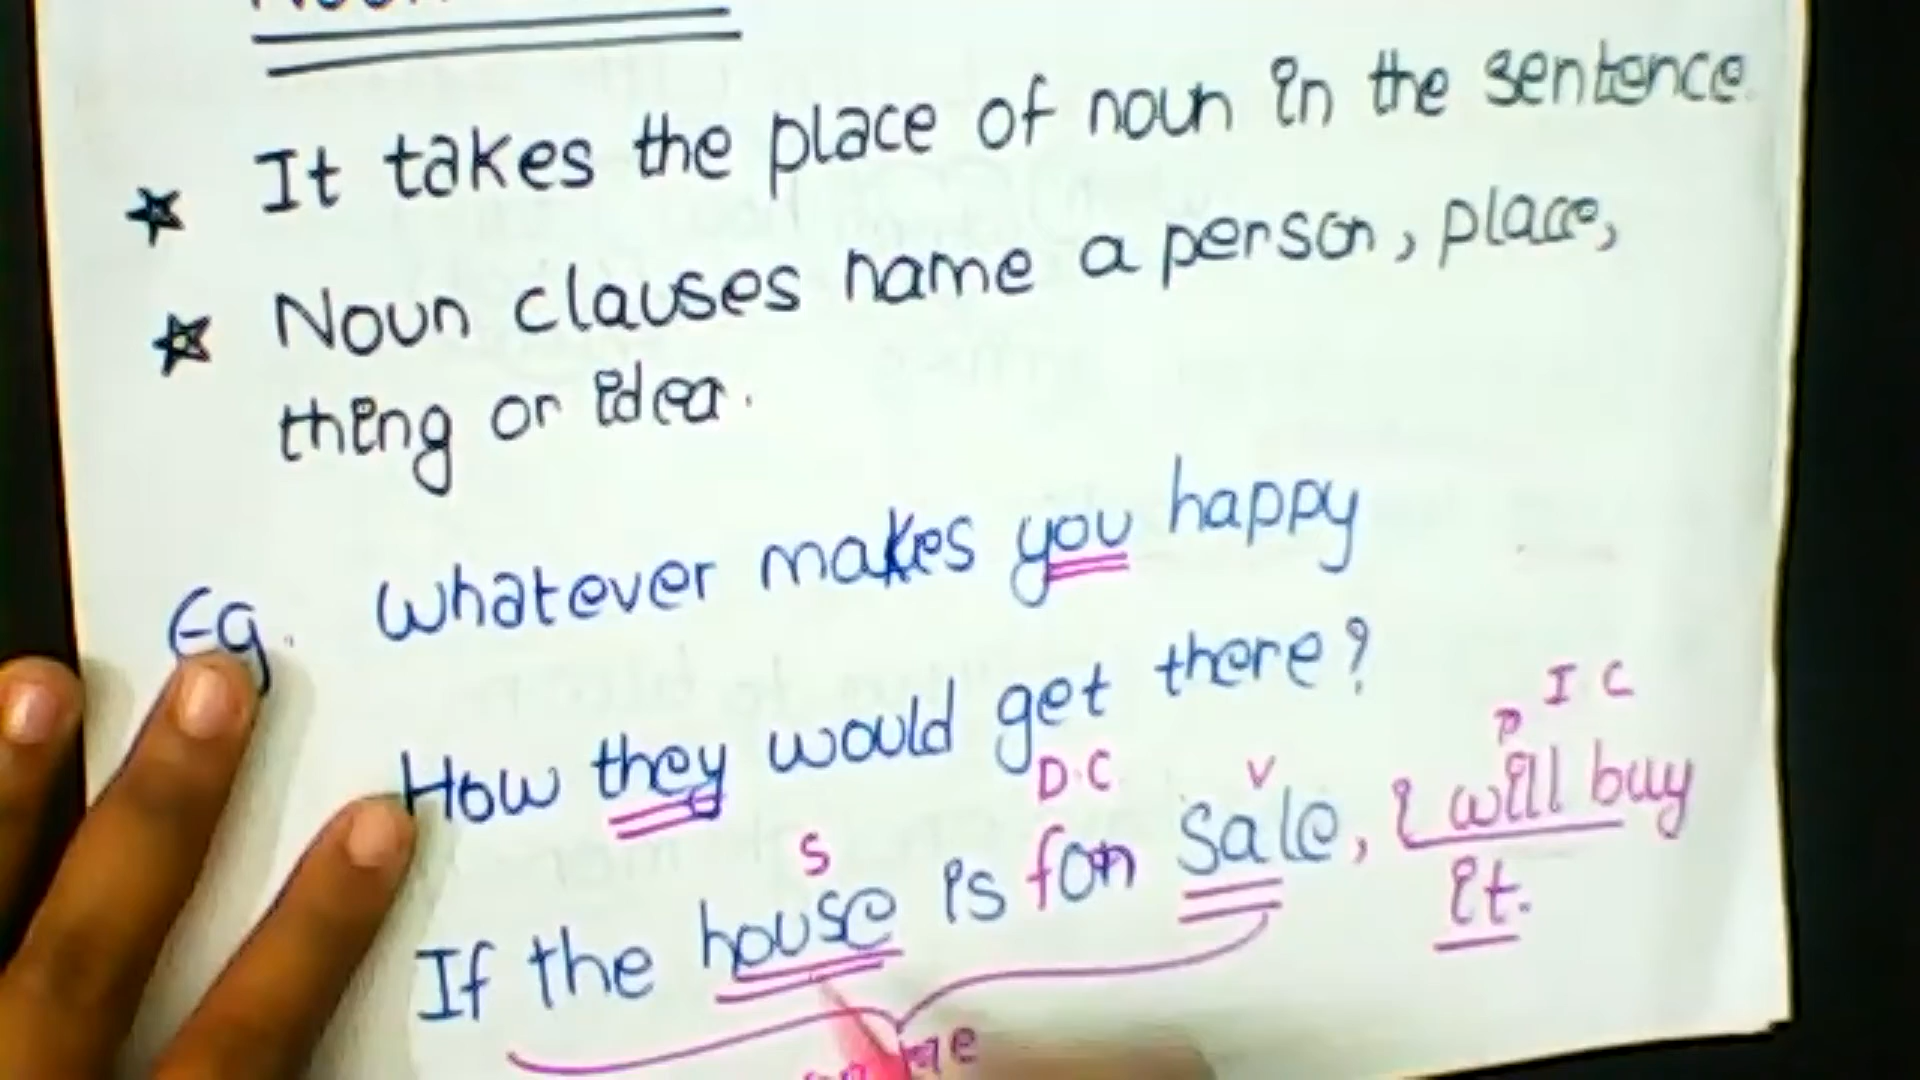 It takes the place of noun in the sentence.
Noun clauses name a person, place,
thing or idea.
Eg. Whatever makes you happy
How they would get there?
I C
P
D.C
V
S
If the house is for sale, I will buy
it.